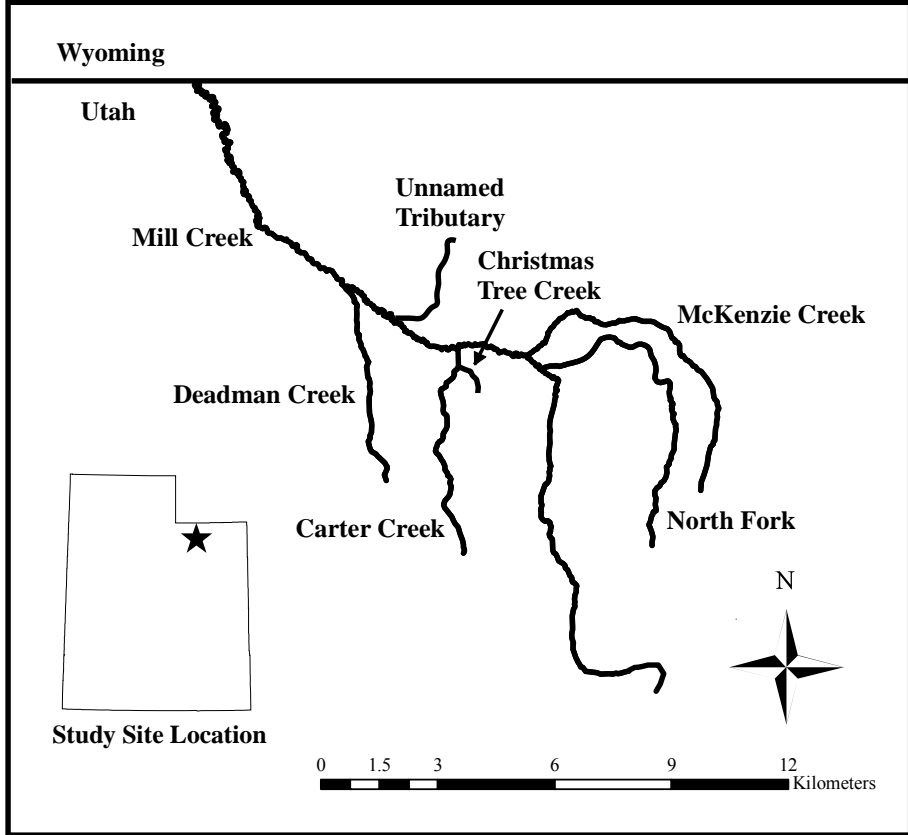 Wyoming
Utah
Unnamed
Tributary
Mill Creek
Christmas
Tree Creek
McKenzie Creek
Deadman Creek
Carter Creek
North Fork
N
Study Site Location
0 1.5 3 6 9 12
Kilometers